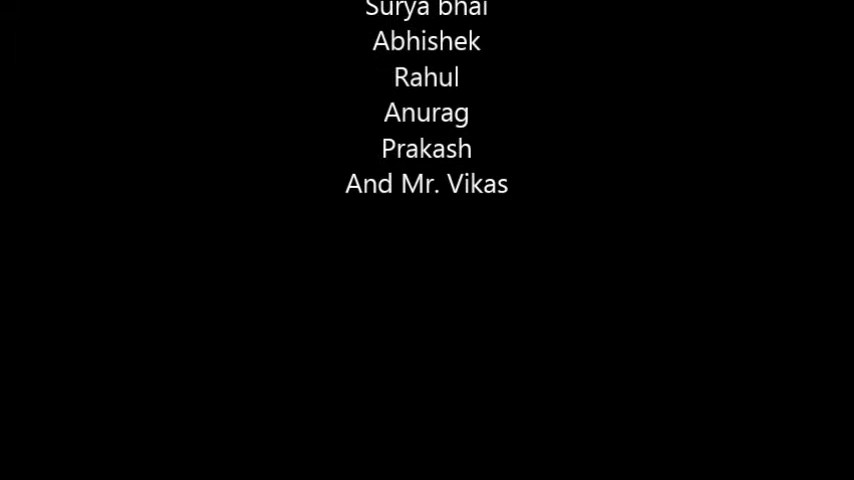 Surya bhai
Abhishek
Rahul
Anurag
Prakash
And Mr. Vikas